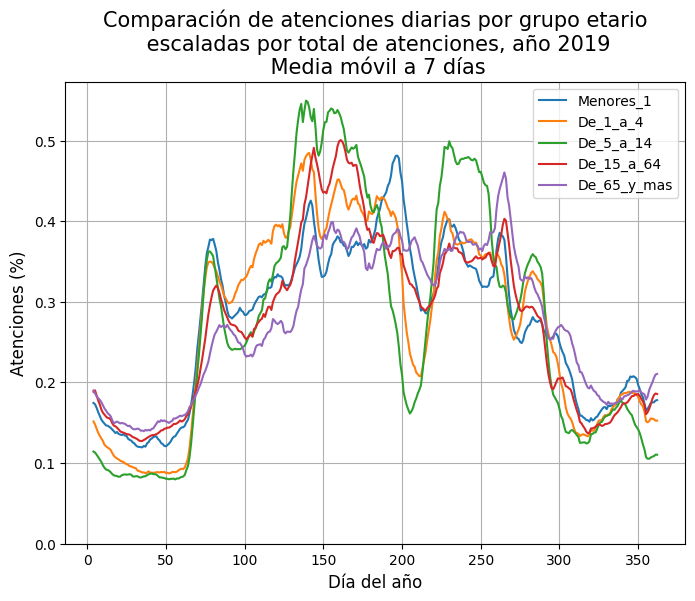 Comparación de atenciones diarias por grupo etario
escaladas por total de atenciones, año 2019
Media móvil a 7 días
Menores_1
De_1_a_4
De_5_a_14
De_15_a_64
De_65_y_mas
Atenciones (%)
0.5
0.4
0.3
0.2
0.1
0.0
0 50 100 150 200 250 300 350
Día del año